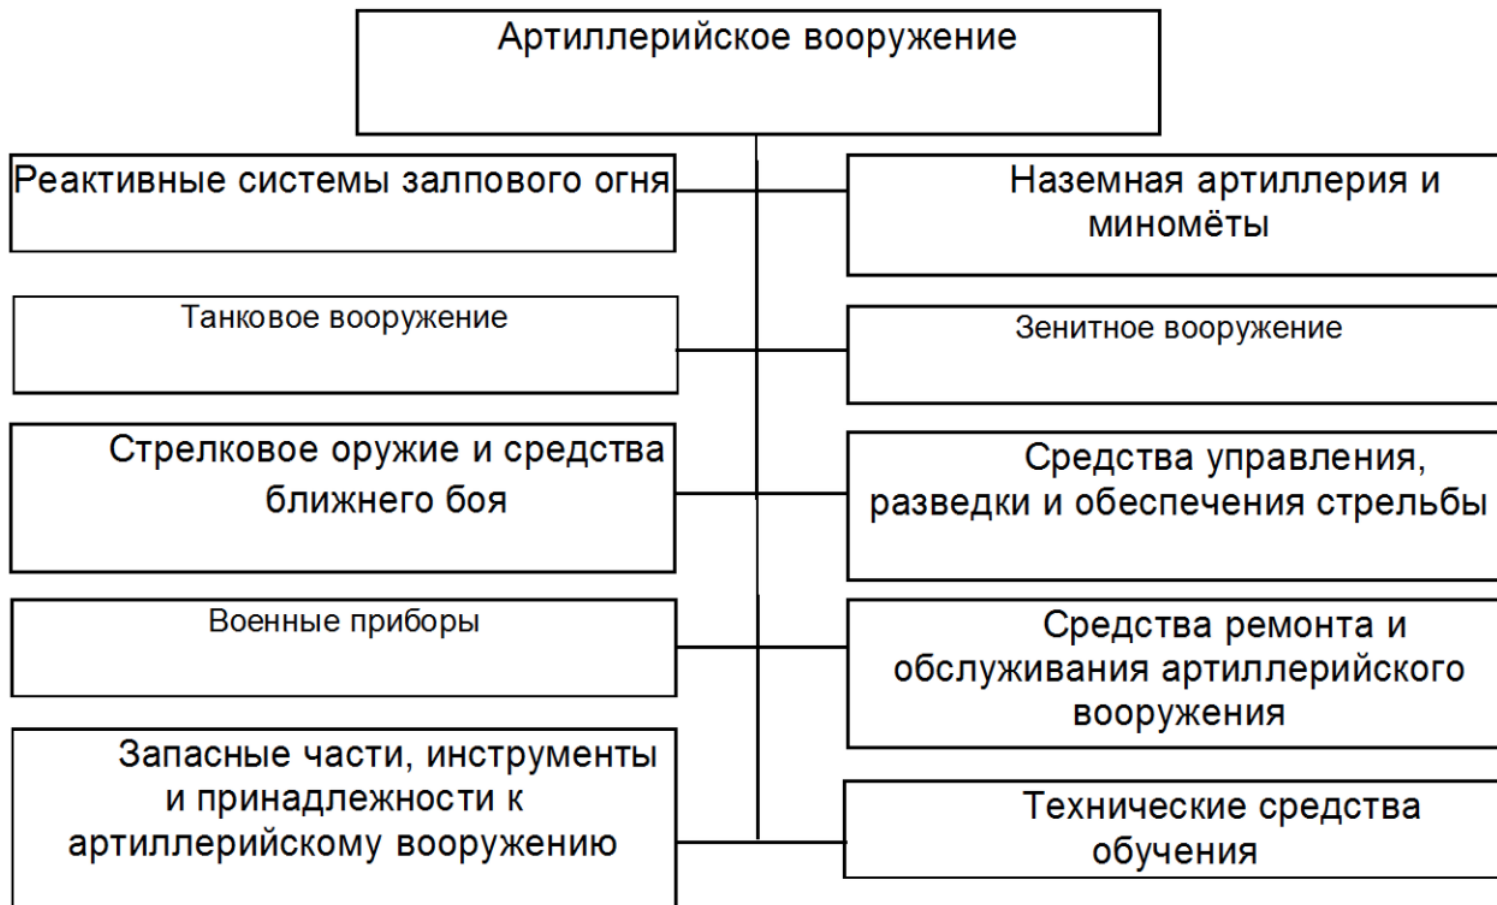 Артиллерийское вооружение
Реактивные системы залпового огня
Наземная артиллерия и
миномёты
Танковое вооружение
Зенитное вооружение
Стрелковое оружие и средства
ближнего боя
Средства управления,
разведки и обеспечения стрельбы
Военные приборы
Средства ремонта и
обслуживания артиллерийского
вооружения
Запасные части, инструменты
и принадлежности к
артиллерийскому вооружению
Технические средства
обучения